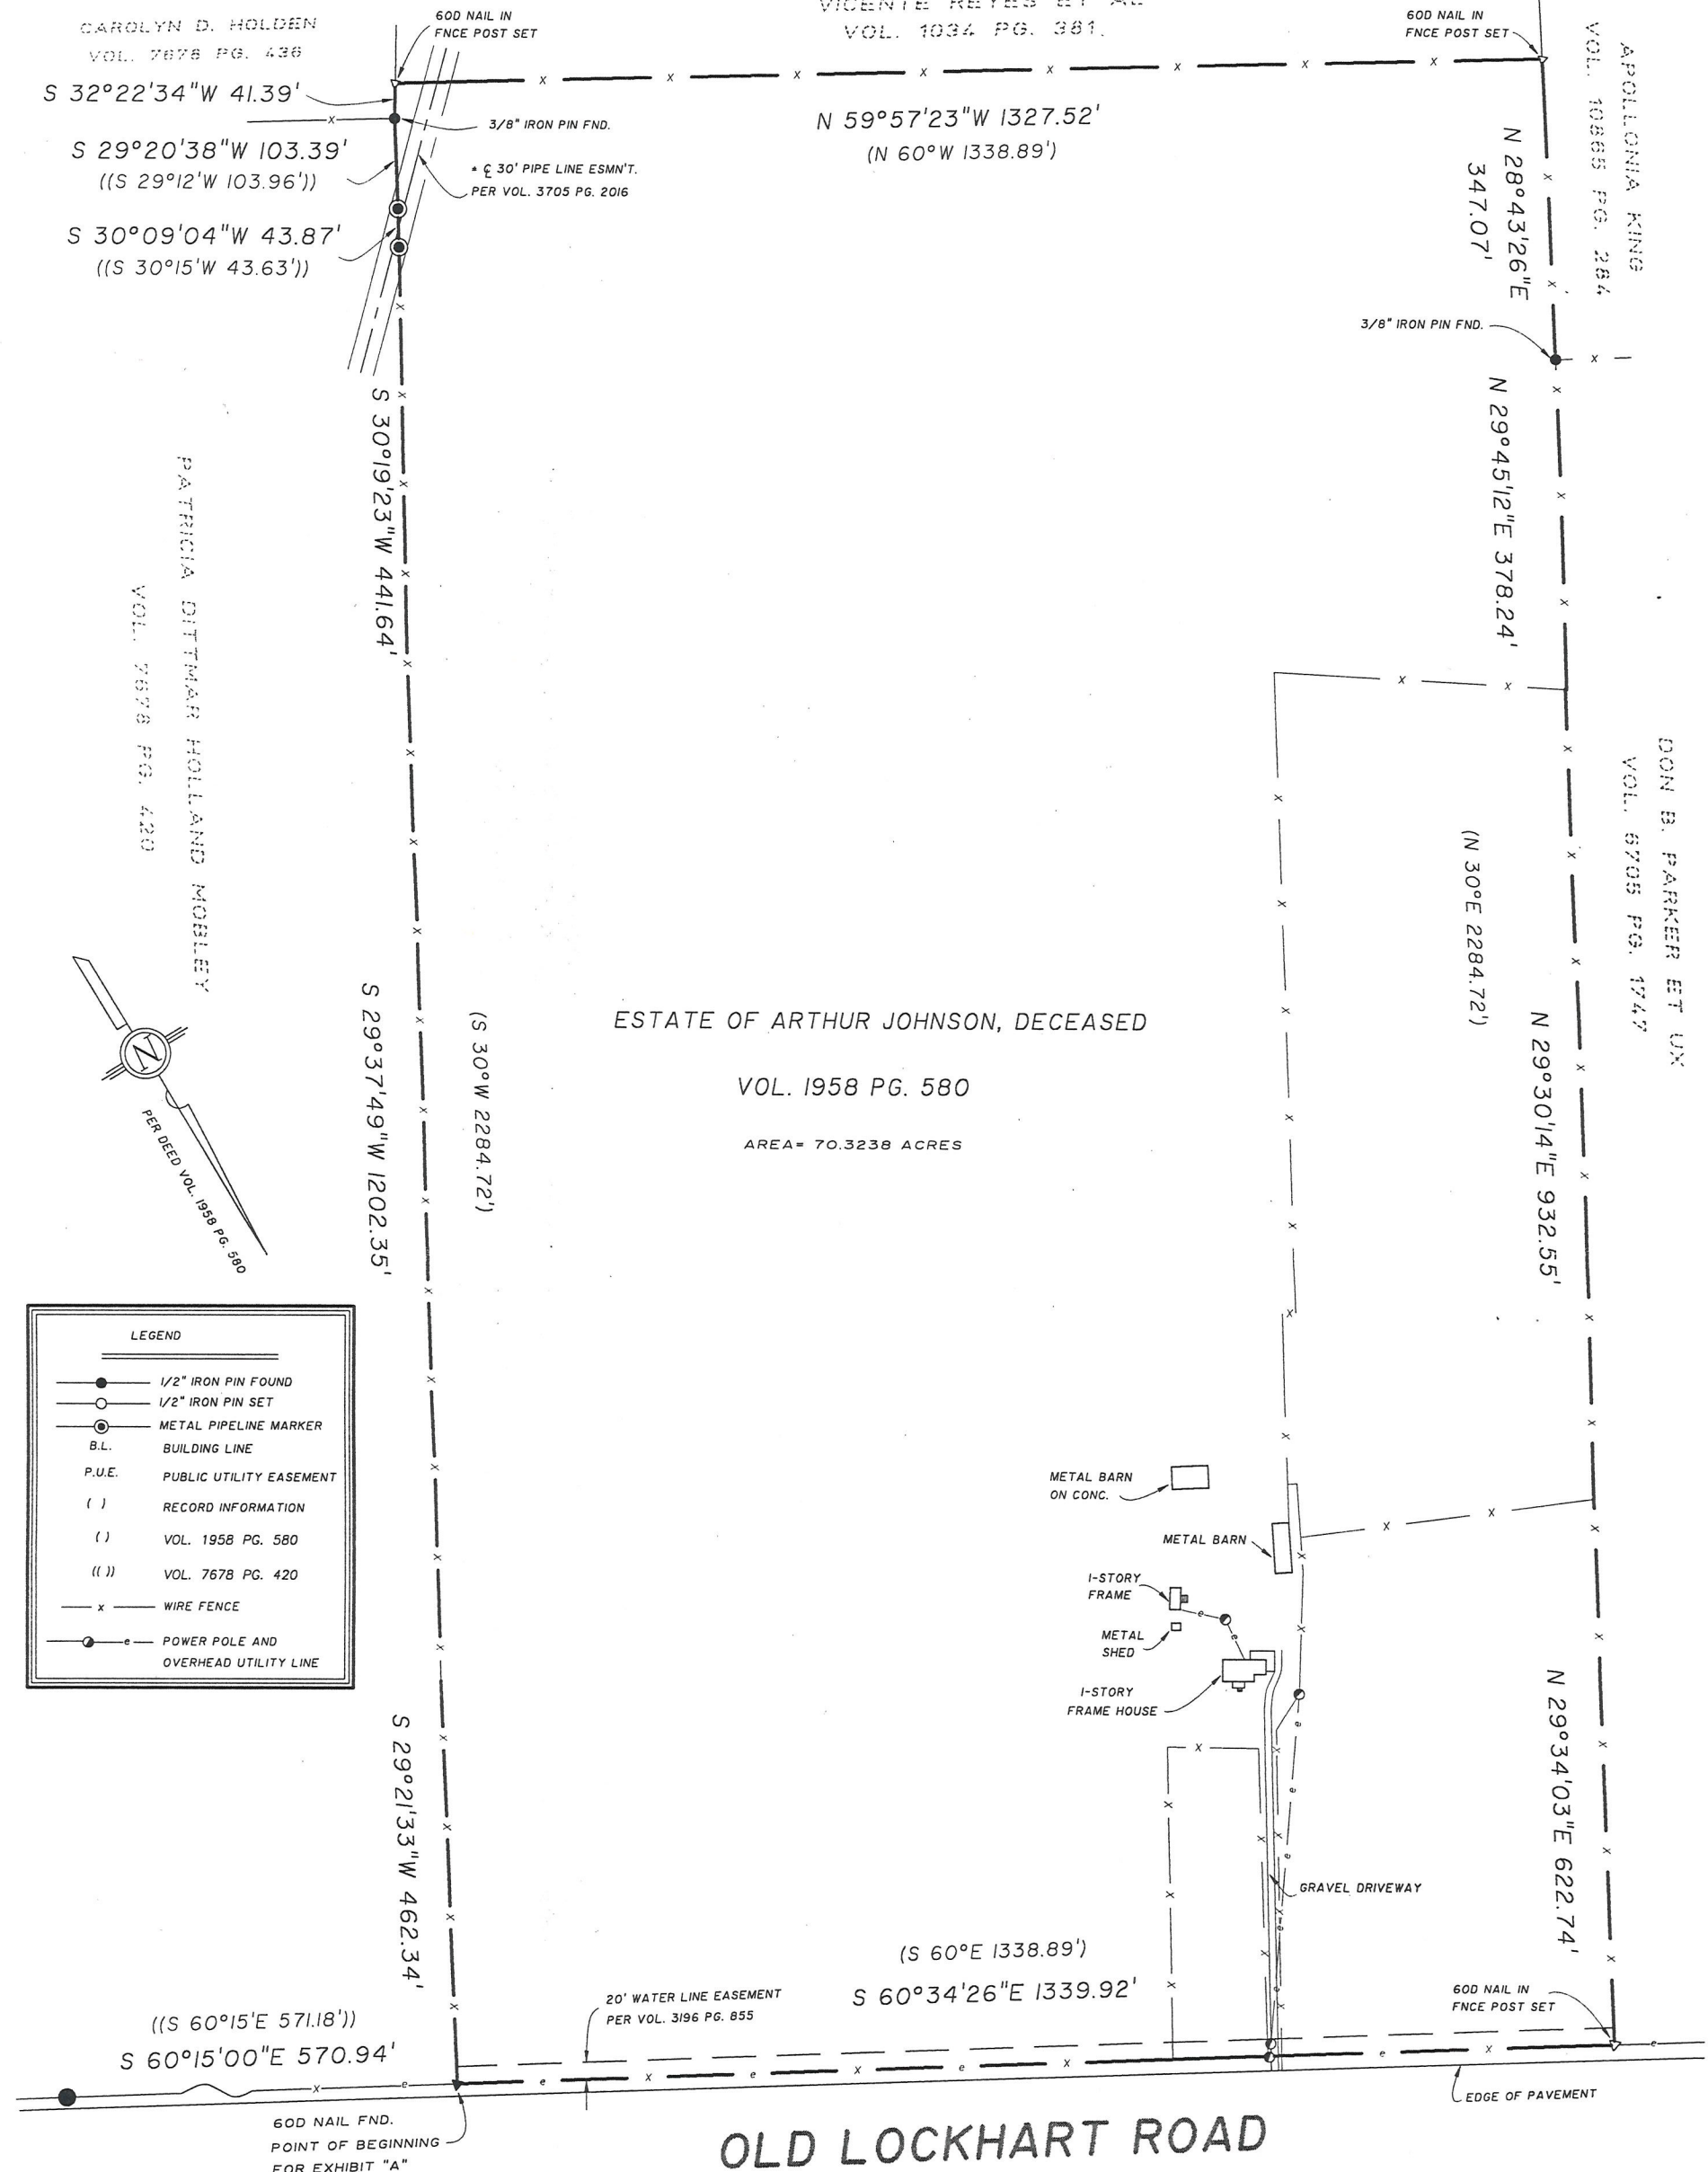 CAROLYN D. HOLDEN
VOL. 7678 PG. 436
60D NAIL IN
FNCE POST SET
VICENTE REYES ET AL
VOL. 1034 PG. 381.
60D NAIL IN
FNCE POST SET
APOLLONIA KING
VOL. 10865 PG. 284
S 32°22'34"W 41.39'
3/8" IRON PIN FND.
S 29°20'38"W 103.39'
((S 29°12'W 103.96'))
* ℄ 30' PIPE LINE ESMN'T.
PER VOL. 3705 PG. 2016
S 30°09'04"W 43.87'
((S 30°15'W 43.63'))
N 59°57'23"W 1327.52'
(N 60°W 1338.89')
N 28°43'26"E
347.07'
3/8" IRON PIN FND.
S 30°19'23"W 441.64'
N 29°45'12"E 378.24'
PATRICIA DITTMAR HOLLAND MOBLEY
VOL. 7678 PG. 420
DON B. PARKER ET UX
VOL. 6705 PG. 1747
(N 30°E 2284.72')
N
PER DEED VOL. 1958 PG. 580
S 29°37'49"W 1202.35'
(S 30°W 2284.72')
ESTATE OF ARTHUR JOHNSON, DECEASED
VOL. 1958 PG. 580
AREA= 70.3238 ACRES
N 29°30'14"E 932.55'
LEGEND
1/2" IRON PIN FOUND
1/2" IRON PIN SET
METAL PIPELINE MARKER
B.L. BUILDING LINE
P.U.E. PUBLIC UTILITY EASEMENT
( ) RECORD INFORMATION
( ) VOL. 1958 PG. 580
(( )) VOL. 7678 PG. 420
x WIRE FENCE
e POWER POLE AND
OVERHEAD UTILITY LINE
METAL BARN
ON CONC.
METAL BARN
1-STORY
FRAME
METAL
SHED
1-STORY
FRAME HOUSE
GRAVEL DRIVEWAY
S 29°21'33"W 462.34'
N 29°34'03"E 622.74'
(S 60°E 1338.89')
S 60°34'26"E 1339.92'
20' WATER LINE EASEMENT
PER VOL. 3196 PG. 855
60D NAIL IN
FNCE POST SET
((S 60°15'E 571.18'))
S 60°15'00"E 570.94'
EDGE OF PAVEMENT
60D NAIL FND.
POINT OF BEGINNING
FOR EXHIBIT "A"
OLD LOCKHART ROAD